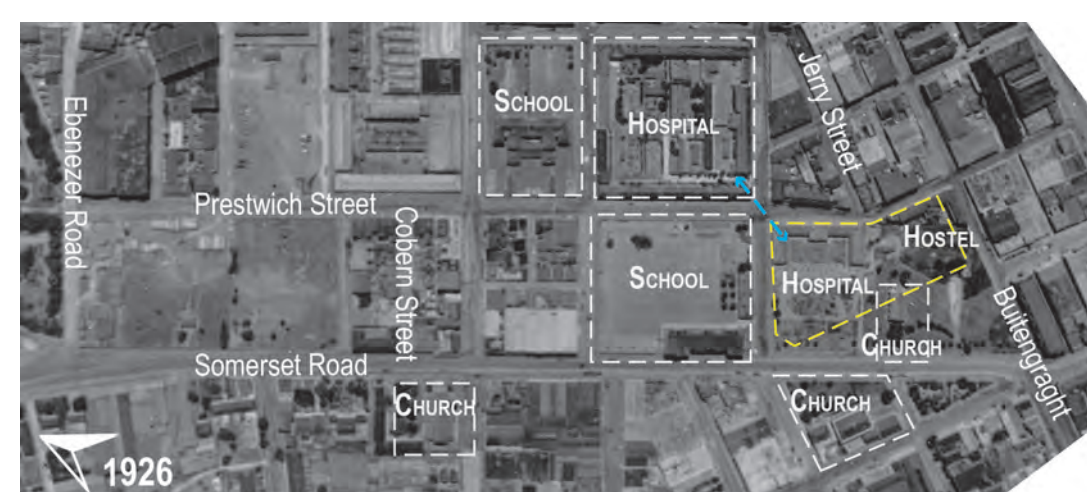 Ebenezer Road
SCHOOL
HOSPITAL
Jerry Street
Prestwich Street
Cobern Street
SCHOOL
HOSPITAL
HOSTEL
CHURCH
Buitengraght
Somerset Road
CHURCH
CHURCH
1926